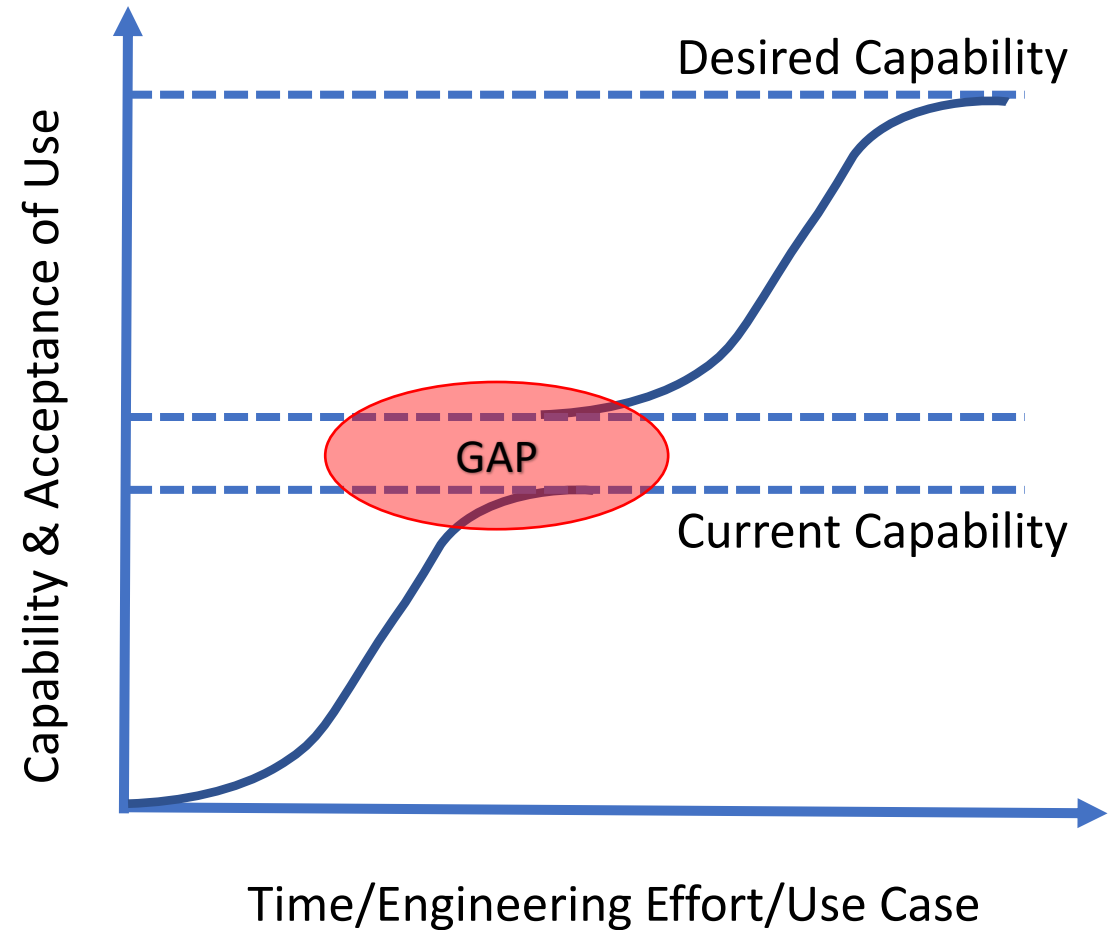 Desired Capability
Capability & Acceptance of Use
GAP
Current Capability
Time/Engineering Effort/Use Case